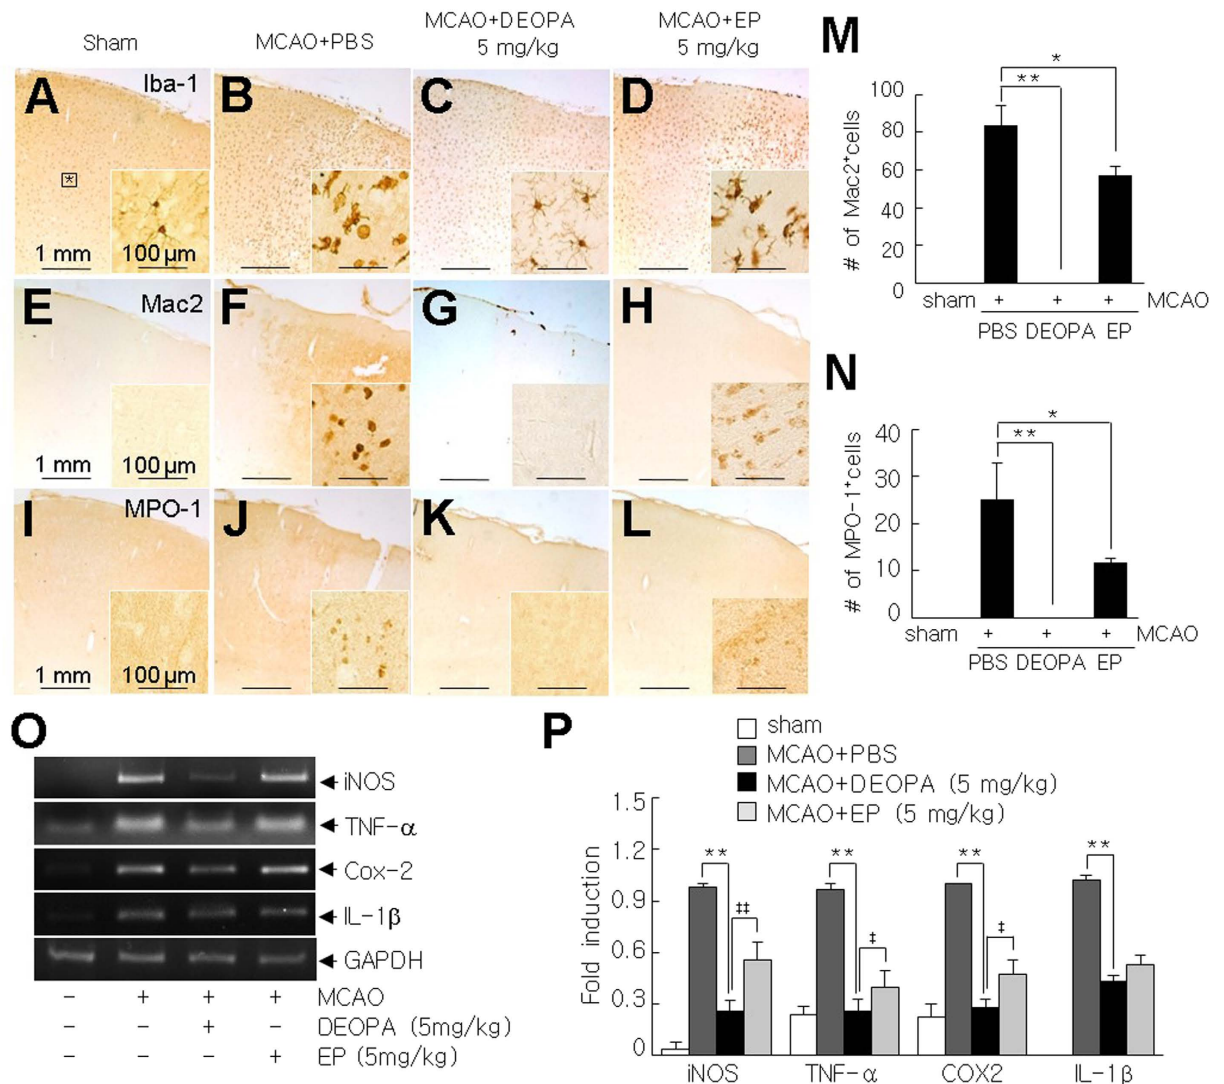 Sham
MCAO+PBS
MCAO+DEOPA
5 mg/kg
MCAO+EP
5 mg/kg
A
Iba-1
*
1 mm
100 µm
B
C
D
E
Mac2
1 mm
100 µm
F
G
H
I
MPO-1
1 mm
100 µm
J
K
L
M
*
**
100
80
60
40
20
0
# of Mac2⁺cells
sham + + + MCAO
PBS DEOPA EP
N
*
**
40
30
20
10
0
# of MPO-1⁺cells
sham + + + MCAO
PBS DEOPA EP
O
iNOS
TNF-α
Cox-2
IL-1β
GAPDH
– + + + MCAO
– – + – DEOPA (5mg/kg)
– – – + EP (5mg/kg)
P
sham
MCAO+PBS
MCAO+DEOPA (5 mg/kg)
MCAO+EP (5 mg/kg)
1.5
1.2
0.9
0.6
0.3
0
Fold induction
** ** ** **
‡‡ ‡ ‡
iNOS TNF-α COX2 IL-1β